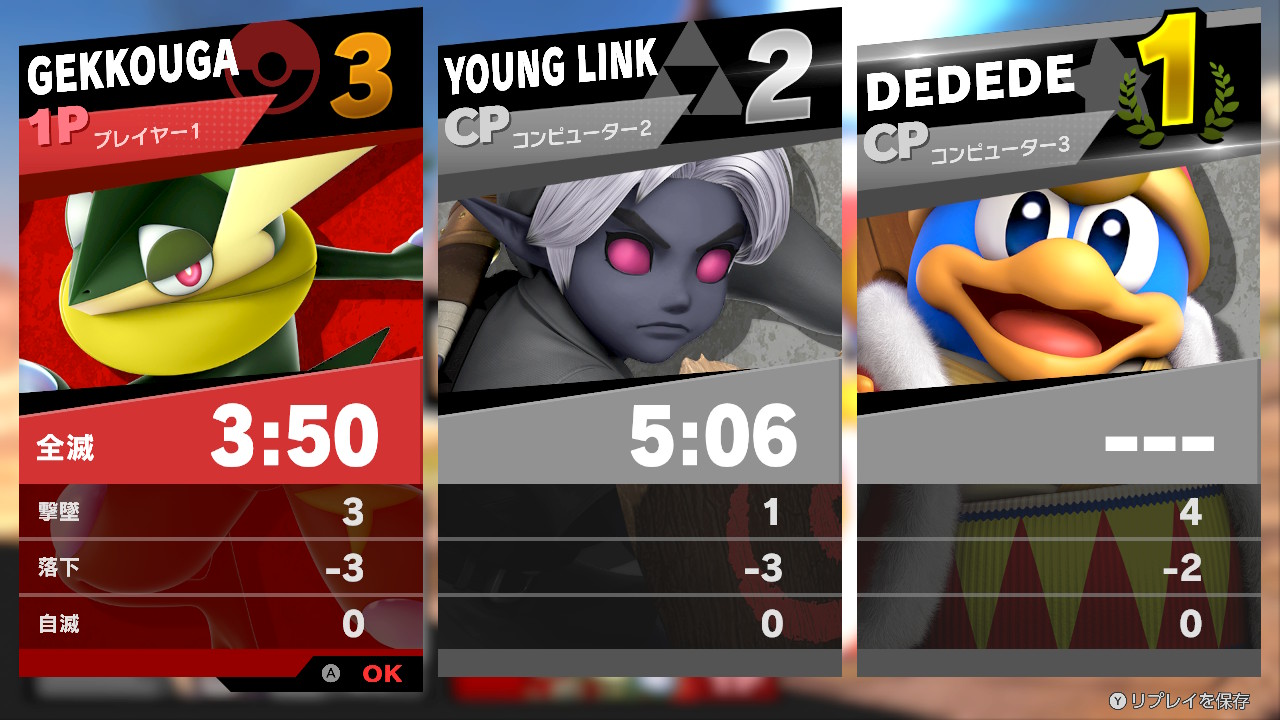 GEKKOUGA 3
1P プレイヤー1
全滅 3:50
撃墜 3
落下 -3
自滅 0
A OK
YOUNG LINK 2
CP コンピューター2
5:06
1
-3
0
DEDEDE 1
CP コンピューター3
---
4
-2
0
Y リプレイを保存